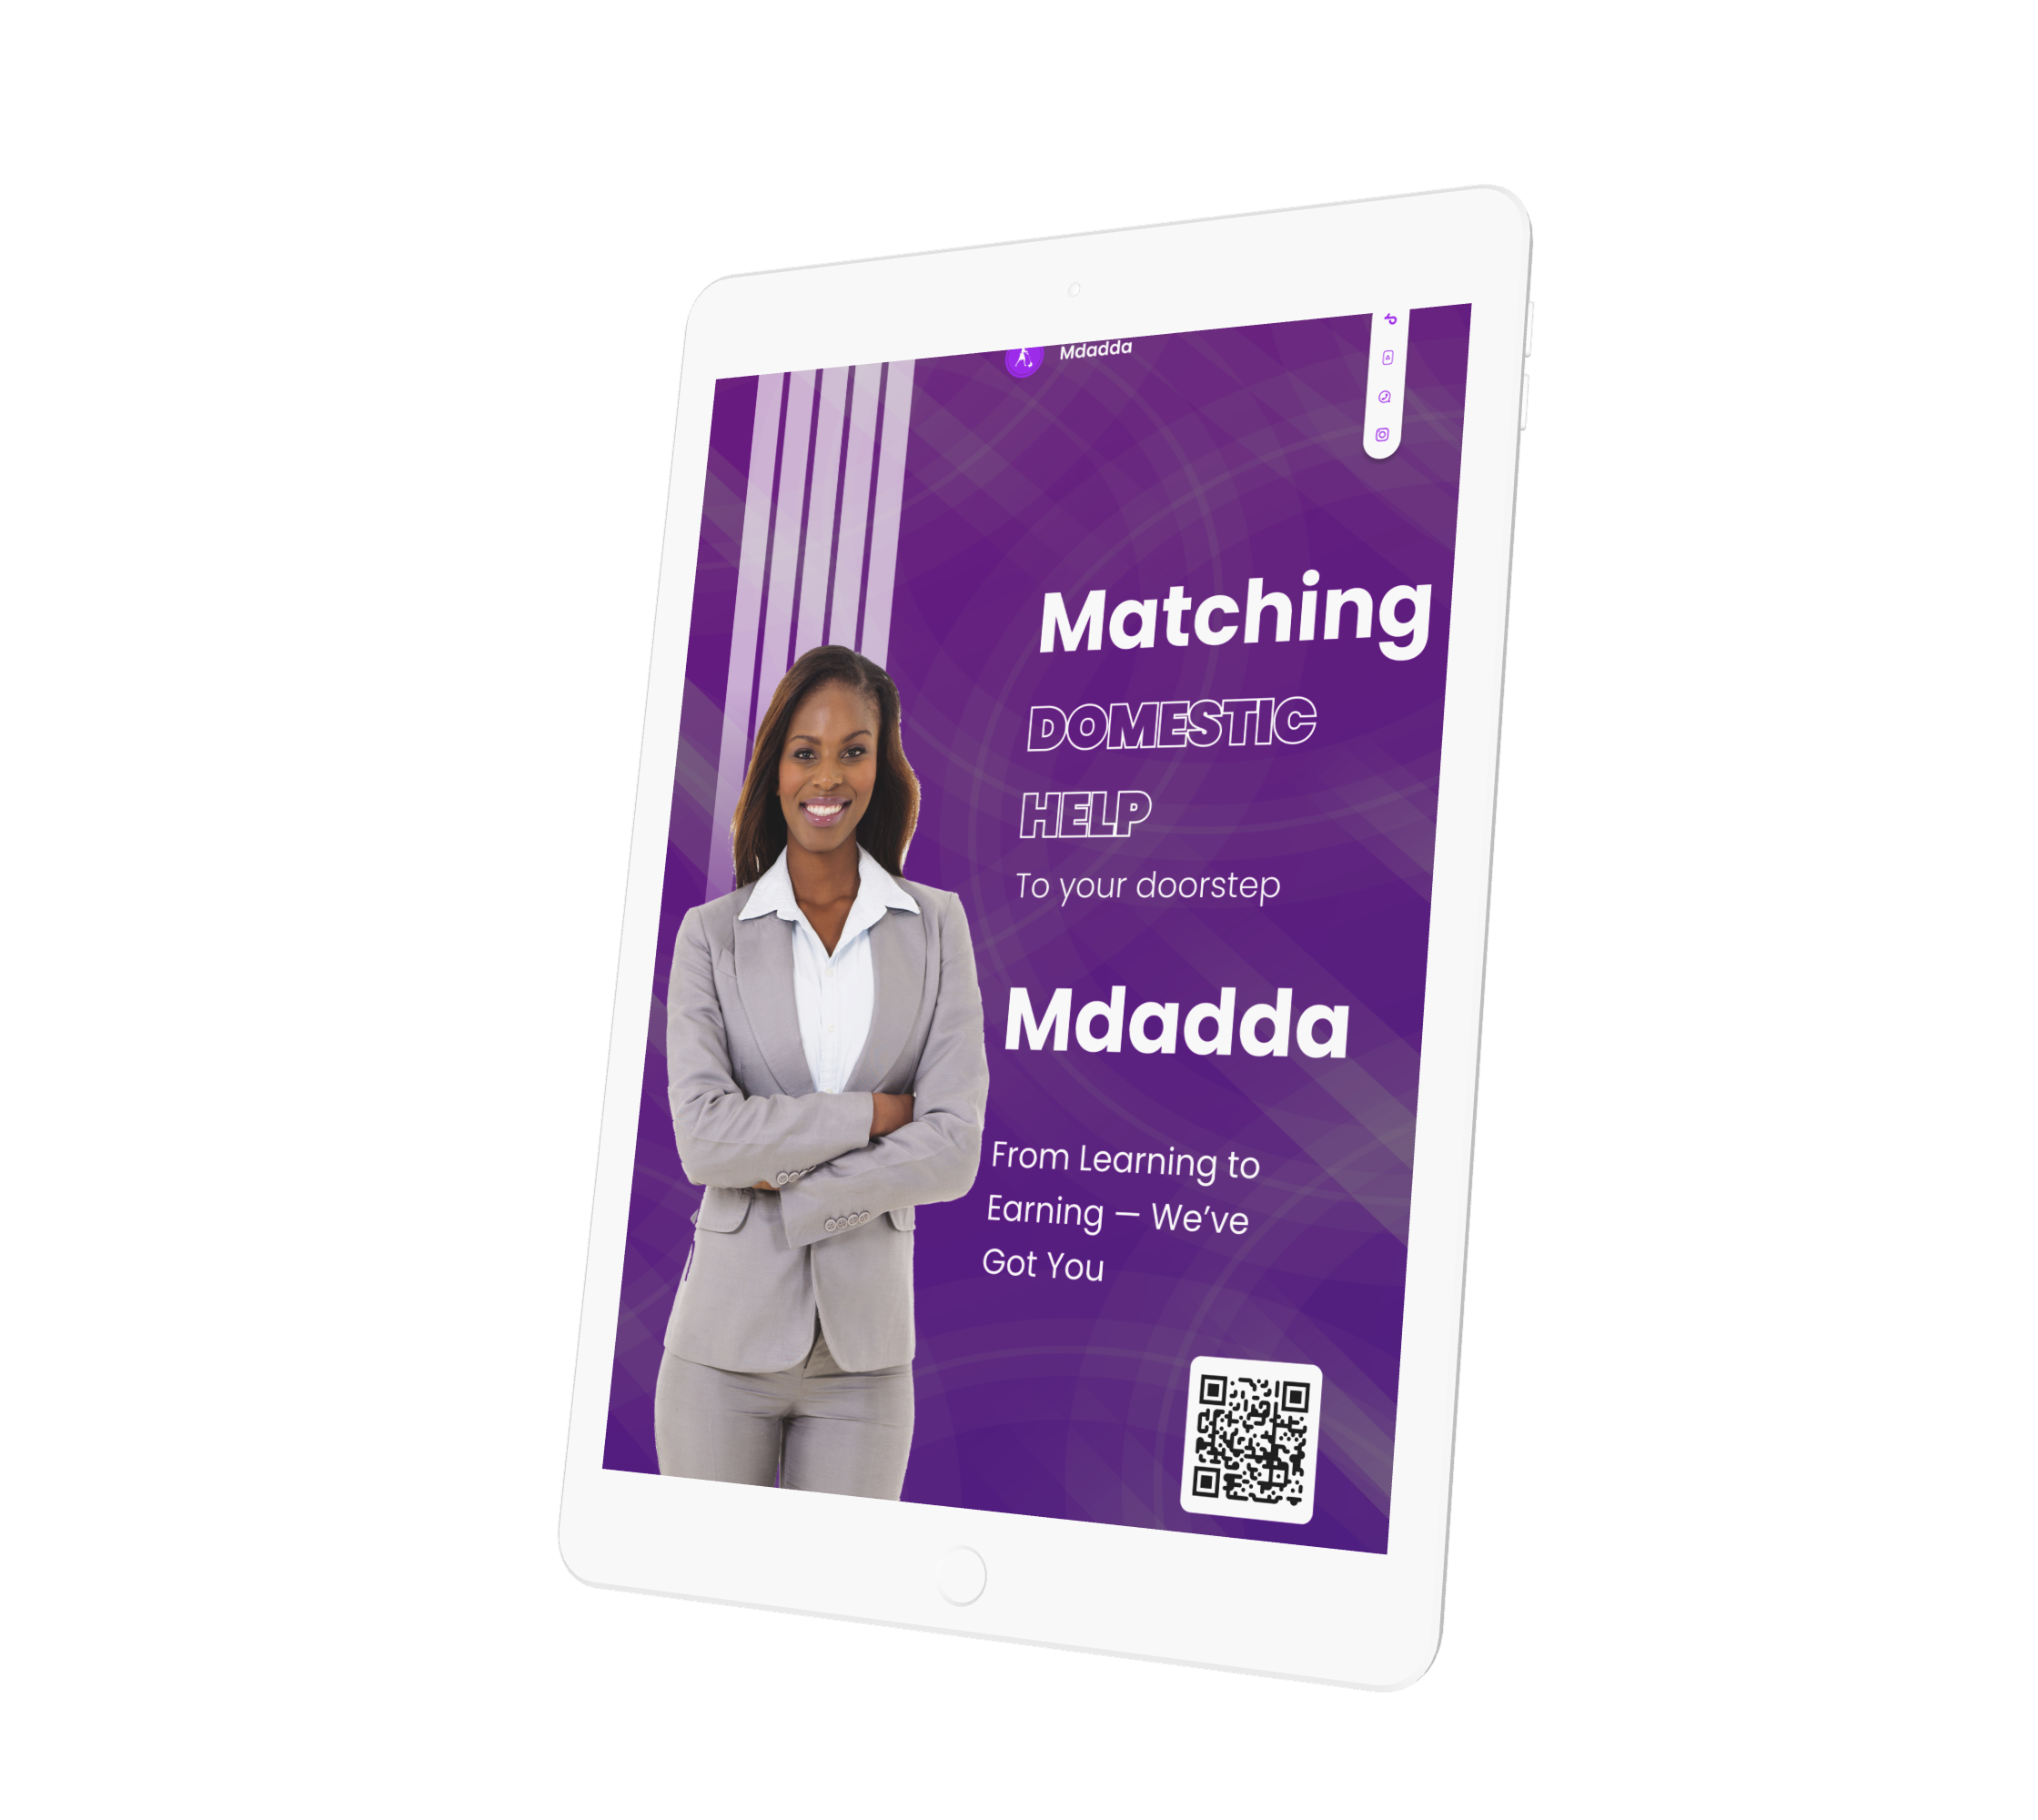 Mdadda
Matching
DOMESTIC
HELP
To your doorstep
Mdadda
From Learning to
Earning — We’ve
Got You